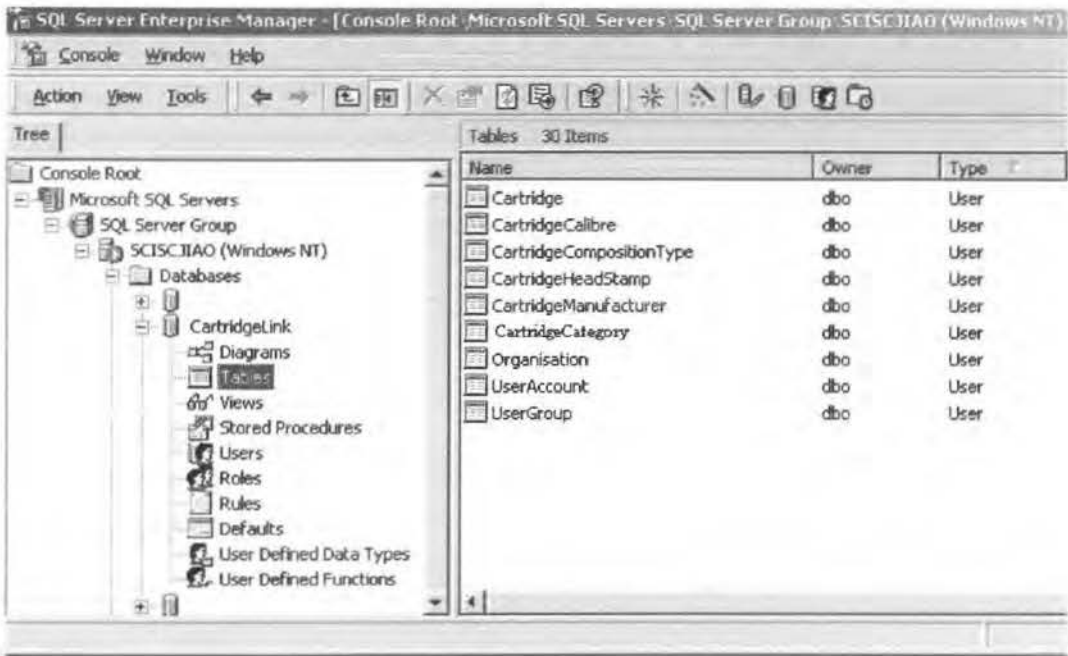 SQL Server Enterprise Manager - [Console Root\Microsoft SQL Servers\SQL Server Group\SCISCJIAO (Windows NT)
Console Window Help
Action View Tools
Tree
Console Root
Microsoft SQL Servers
SQL Server Group
SCISCJIAO (Windows NT)
Databases
CartridgeLink
Diagrams
Tables
Views
Stored Procedures
Users
Roles
Rules
Defaults
User Defined Data Types
User Defined Functions
Tables 30 Items
Name Owner Type
Cartridge dbo User
CartridgeCalibre dbo User
CartridgeCompositionType dbo User
CartridgeHeadStamp dbo User
CartridgeManufacturer dbo User
CartridgeCategory dbo User
Organisation dbo User
UserAccount dbo User
UserGroup dbo User